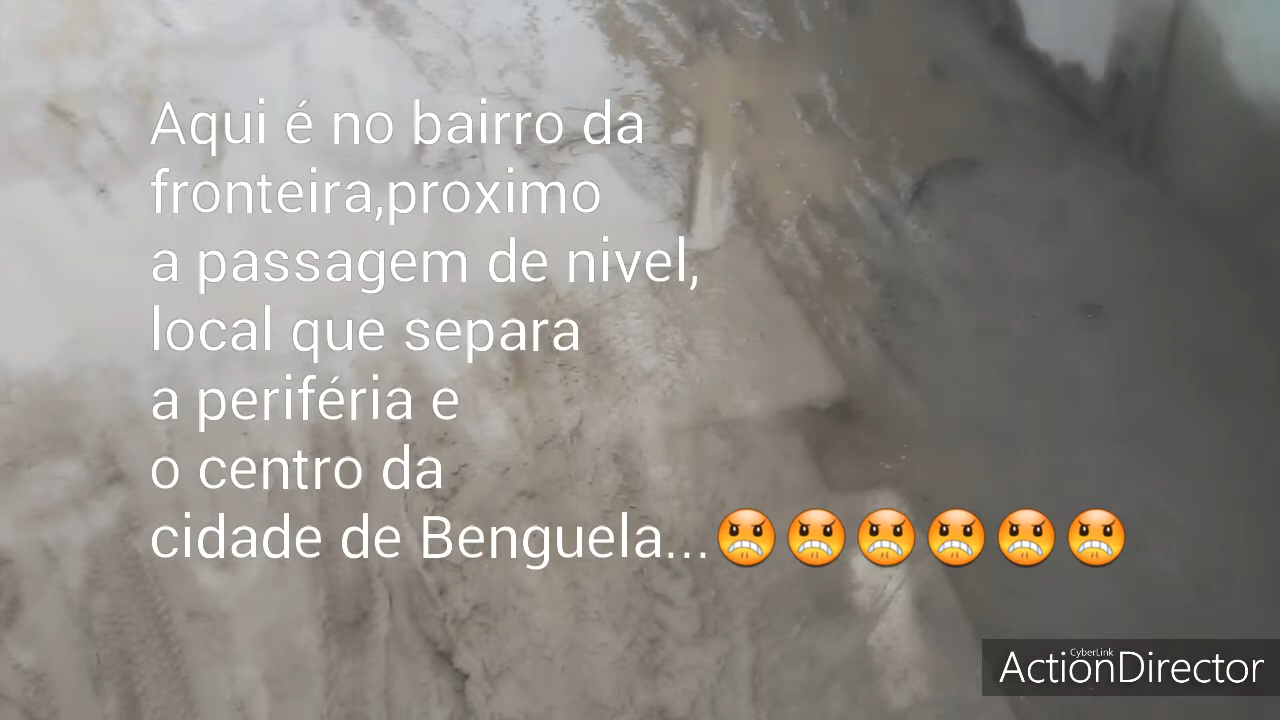 Aqui é no bairro da
fronteira,proximo
a passagem de nivel,
local que separa
a periféria e
o centro da
cidade de Benguela...😠😠😠😠😠😠
CyberLink
ActionDirector